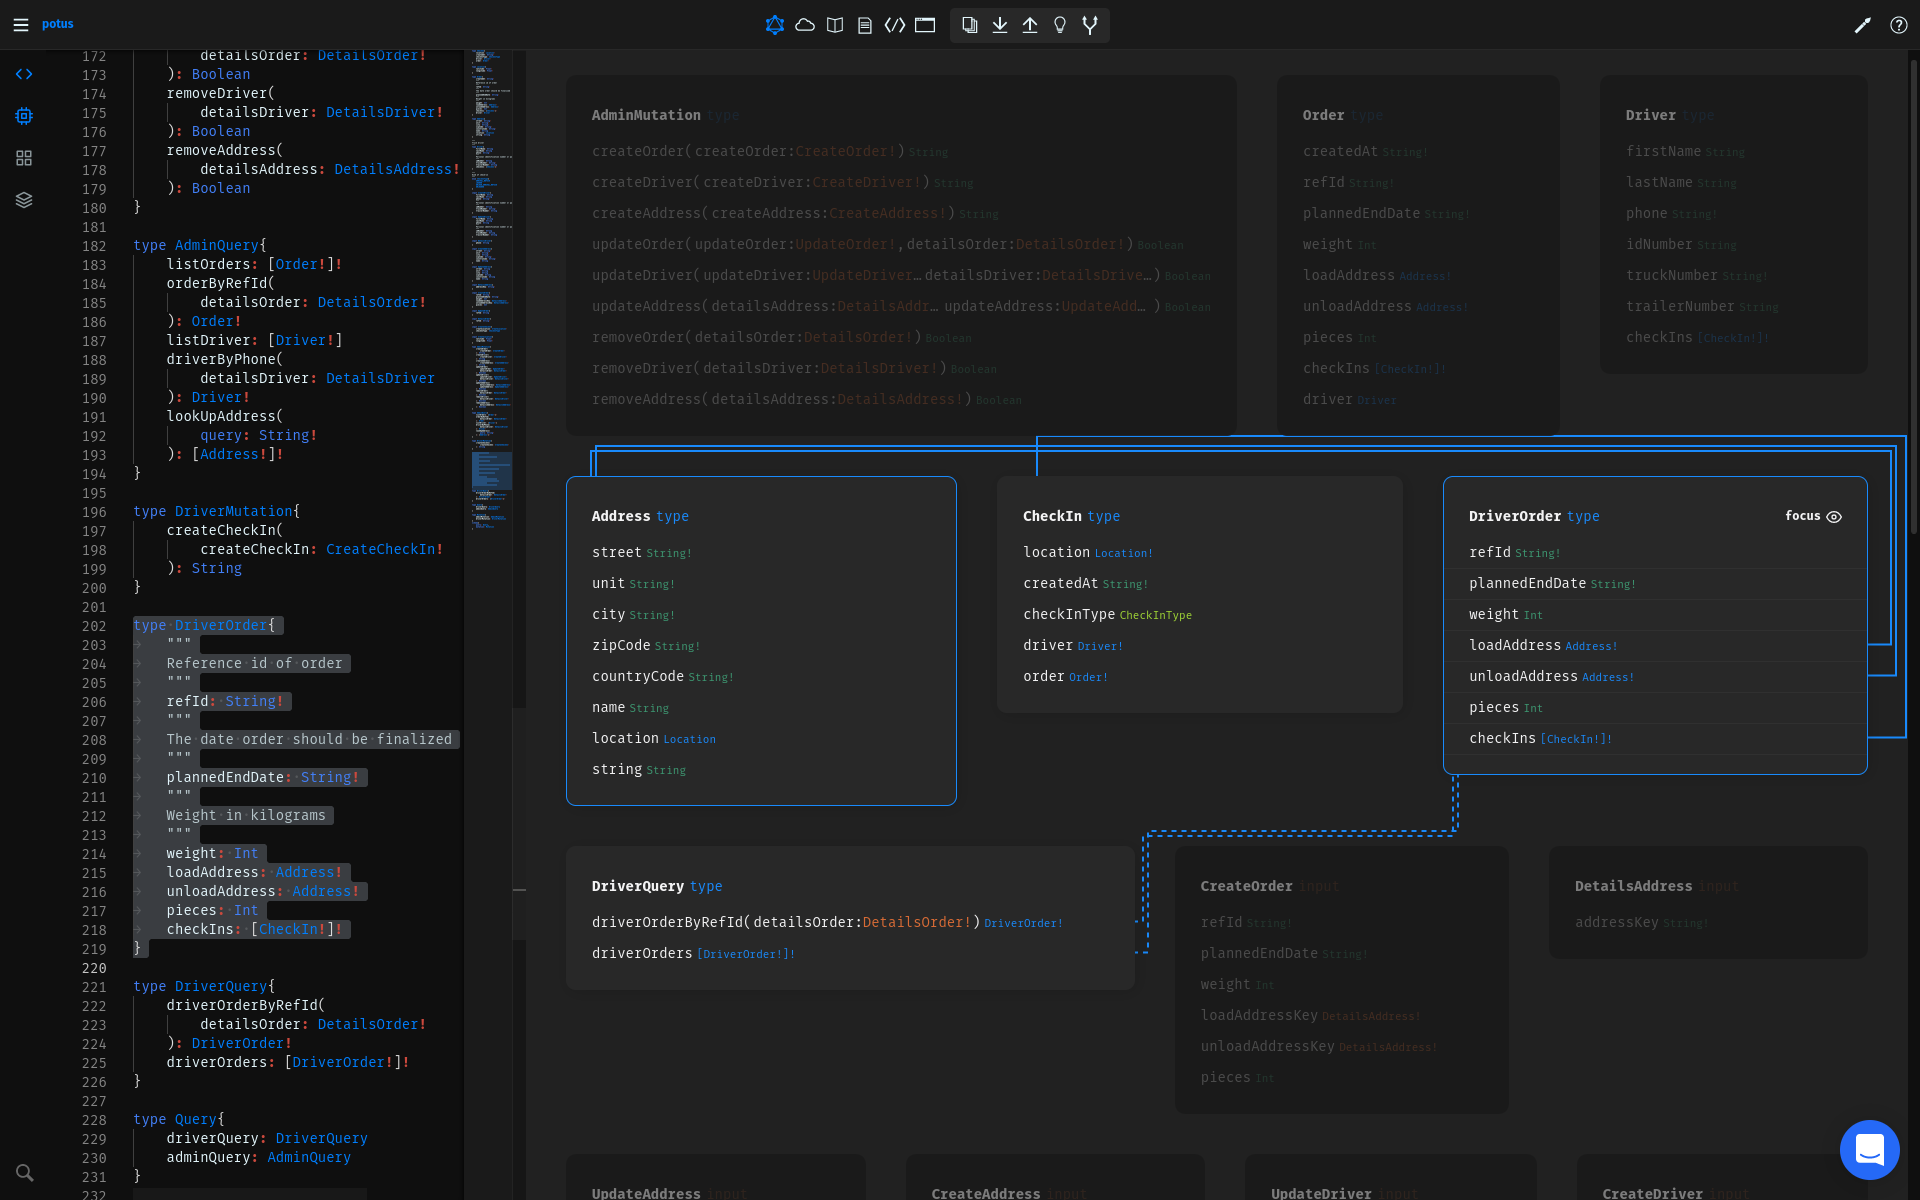 potus
172 detailsOrder: DetailsOrder!
173 ): Boolean
174 removeDriver(
175 detailsDriver: DetailsDriver!
176 ): Boolean
177 removeAddress(
178 detailsAddress: DetailsAddress!
179 ): Boolean
180 }
181
182 type AdminQuery{
183 listOrders: [Order!]!
184 orderByRefId(
185 detailsOrder: DetailsOrder!
186 ): Order!
187 listDriver: [Driver!]
188 driverByPhone(
189 detailsDriver: DetailsDriver
190 ): Driver!
191 lookUpAddress(
192 query: String!
193 ): [Address!]!
194 }
195
196 type DriverMutation{
197 createCheckIn(
198 createCheckIn: CreateCheckIn!
199 ): String
200 }
201
202 type DriverOrder{
203 """
204 Reference id of order
205 """
206 refId: String!
207 """
208 The date order should be finalized
209 """
210 plannedEndDate: String!
211 """
212 Weight in kilograms
213 """
214 weight: Int
215 loadAddress: Address!
216 unloadAddress: Address!
217 pieces: Int
218 checkIns: [CheckIn!]!
219 }
220
221 type DriverQuery{
222 driverOrderByRefId(
223 detailsOrder: DetailsOrder!
224 ): DriverOrder!
225 driverOrders: [DriverOrder!]!
226 }
227
228 type Query{
229 driverQuery: DriverQuery
230 adminQuery: AdminQuery
231 }
232
AdminMutation type
createOrder(createOrder:CreateOrder!) String
createDriver(createDriver:CreateDriver!) String
createAddress(createAddress:CreateAddress!) String
updateOrder(updateOrder:UpdateOrder!,detailsOrder:DetailsOrder!) Boolean
updateDriver(updateDriver:UpdateDriver… detailsDriver:DetailsDrive…) Boolean
updateAddress(detailsAddress:DetailsAddr… updateAddress:UpdateAdd… ) Boolean
removeOrder(detailsOrder:DetailsOrder!) Boolean
removeDriver(detailsDriver:DetailsDriver!) Boolean
removeAddress(detailsAddress:DetailsAddress!) Boolean
Order type
createdAt String!
refId String!
plannedEndDate String!
weight Int
loadAddress Address!
unloadAddress Address!
pieces Int
checkIns [CheckIn!]!
driver Driver
Driver type
firstName String
lastName String
phone String!
idNumber String
truckNumber String!
trailerNumber String
checkIns [CheckIn!]!
Address type
street String!
unit String!
city String!
zipCode String!
countryCode String!
name String
location Location
string String
CheckIn type
location Location!
createdAt String!
checkInType CheckInType
driver Driver!
order Order!
DriverOrder type focus
refId String!
plannedEndDate String!
weight Int
loadAddress Address!
unloadAddress Address!
pieces Int
checkIns [CheckIn!]!
DriverQuery type
driverOrderByRefId(detailsOrder:DetailsOrder!) DriverOrder!
driverOrders [DriverOrder!]!
CreateOrder input
refId String!
plannedEndDate String!
weight Int
loadAddressKey DetailsAddress!
unloadAddressKey DetailsAddress!
pieces Int
DetailsAddress input
addressKey String!
UpdateAddress input
CreateAddress input
UpdateDriver input
CreateDriver input